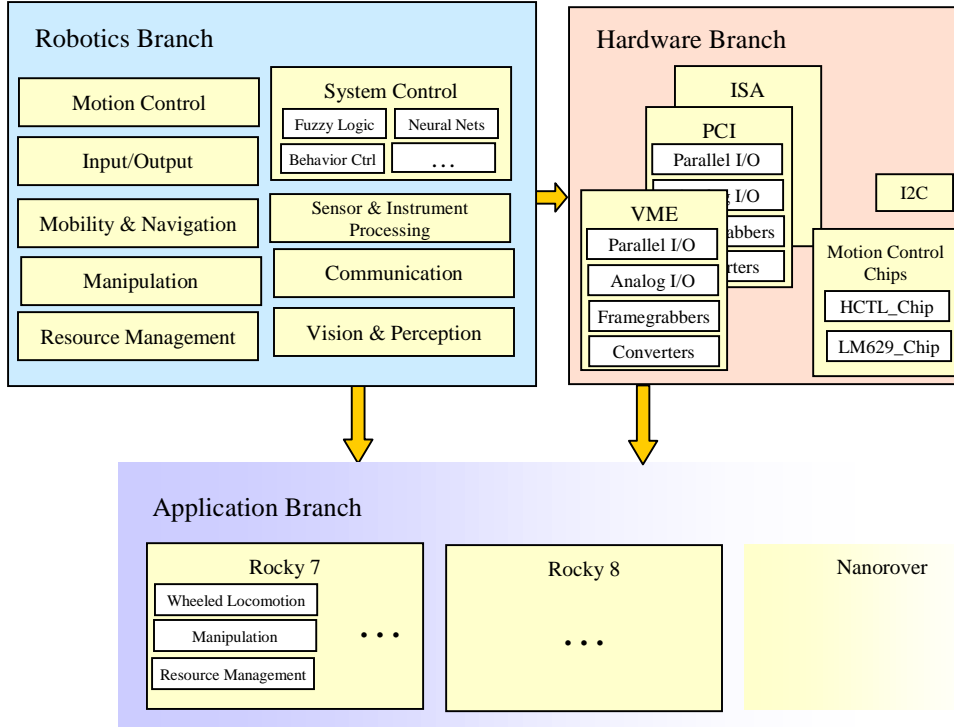 Robotics Branch
Motion Control
Input/Output
Mobility & Navigation
Manipulation
Resource Management
System Control
Fuzzy Logic
Neural Nets
Behavior Ctrl
...
Sensor & Instrument
Processing
Communication
Vision & Perception
Hardware Branch
ISA
PCI
Parallel I/O
I/O
VME
Parallel I/O
Analog I/O
Framegrabbers
Converters
I2C
Motion Control
Chips
HCTL_Chip
LM629_Chip
Application Branch
Rocky 7
Wheeled Locomotion
Manipulation
Resource Management
...
Rocky 8
...
Nanorover